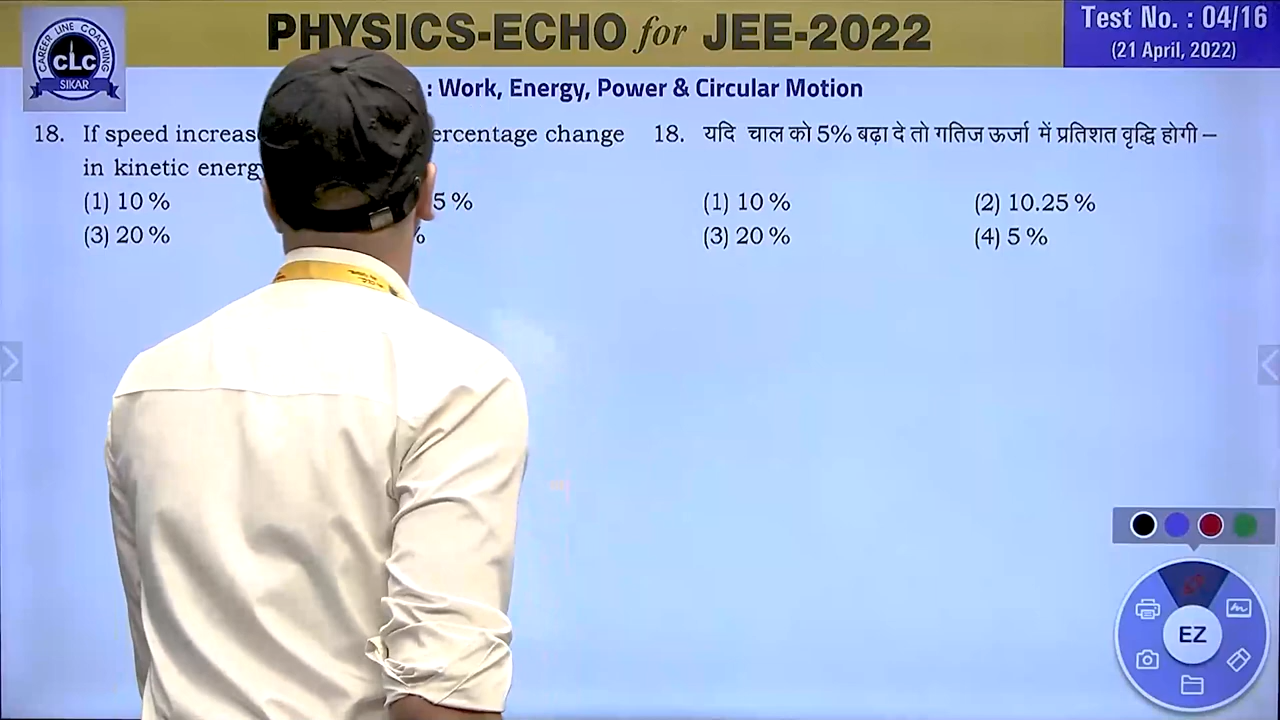 PHYSICS-ECHO for JEE-2022
Test No. : 04/16
(21 April, 2022)
CAREER LINE COACHING
CLC
SIKAR
: Work, Energy, Power & Circular Motion
18. If speed increas ercentage change
in kinetic energy
(1) 10 % 5 %
(3) 20 % %
18. यदि चाल को 5% बढ़ा दे तो गतिज ऊर्जा में प्रतिशत वृद्धि होगी –
(1) 10 % (2) 10.25 %
(3) 20 % (4) 5 %
EZ